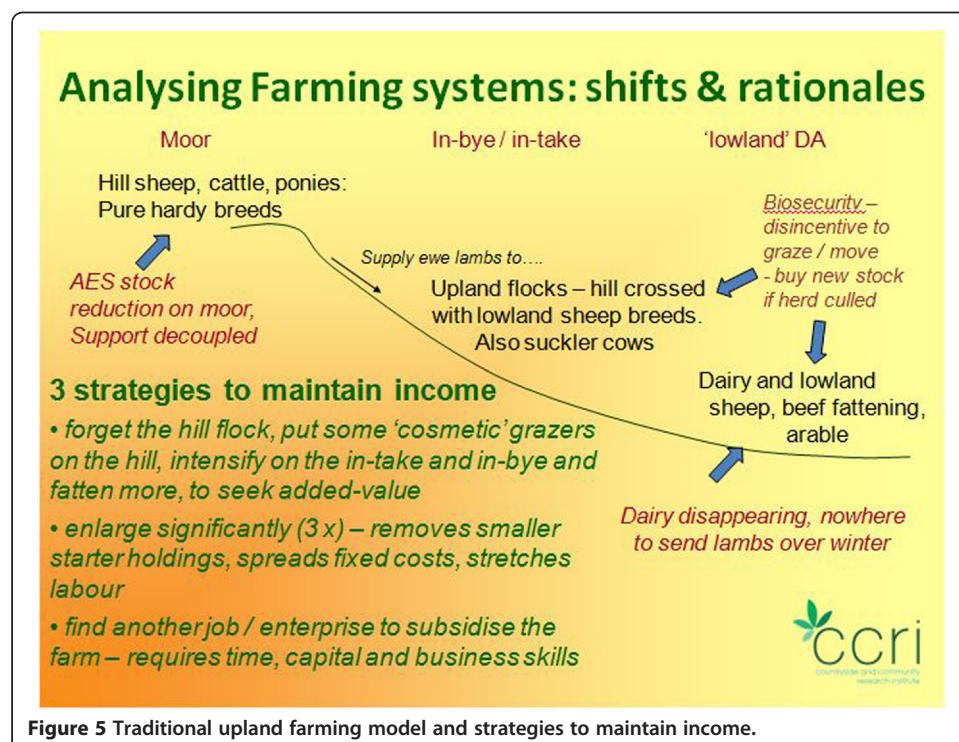 Analysing Farming systems: shifts & rationales
Moor
In-bye / in-take
‘lowland’ DA
Hill sheep, cattle, ponies:
Pure hardy breeds
Biosecurity –
disincentive to
graze / move
- buy new stock
if herd culled
Supply ewe lambs to….
AES stock
reduction on moor,
Support decoupled
Upland flocks – hill crossed
with lowland sheep breeds.
Also suckler cows
Dairy and lowland
sheep, beef fattening,
arable
3 strategies to maintain income
• forget the hill flock, put some ‘cosmetic’ grazers
on the hill, intensify on the in-take and in-bye and
fatten more, to seek added-value
• enlarge significantly (3 x) – removes smaller
starter holdings, spreads fixed costs, stretches
labour
• find another job / enterprise to subsidise the
farm – requires time, capital and business skills
Dairy disappearing, nowhere
to send lambs over winter
ccri
countryside and community
research institute
Figure 5 Traditional upland farming model and strategies to maintain income.